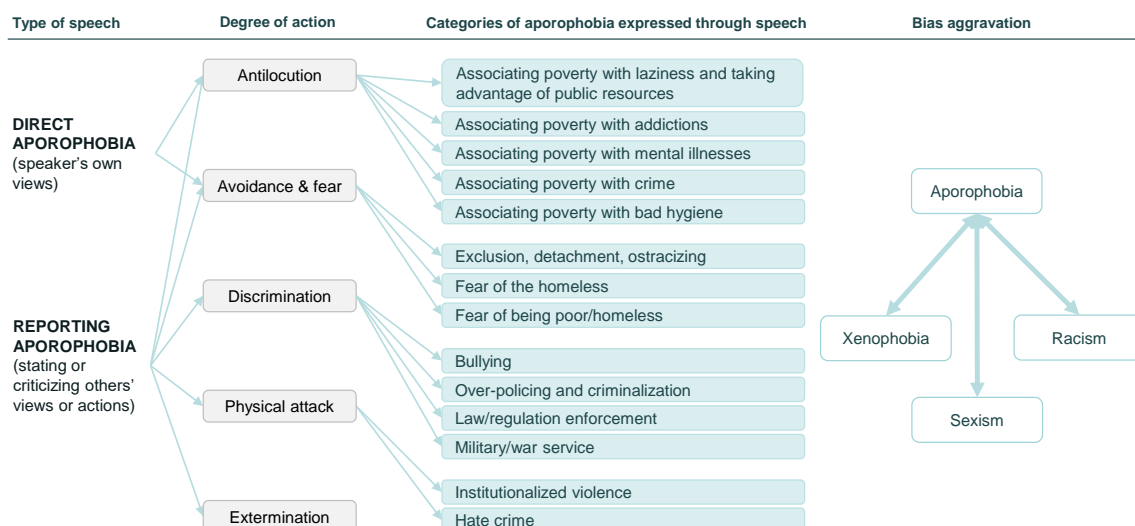 Type of speech
Degree of action
Categories of aporophobia expressed through speech
Bias aggravation
DIRECT
APOROPHOBIA
(speaker's own
views)
REPORTING
APOROPHOBIA
(stating or
criticizing others'
views or actions)
Antilocution
Avoidance & fear
Discrimination
Physical attack
Extermination
Associating poverty with laziness and taking
advantage of public resources
Associating poverty with addictions
Associating poverty with mental illnesses
Associating poverty with crime
Associating poverty with bad hygiene
Exclusion, detachment, ostracizing
Fear of the homeless
Fear of being poor/homeless
Bullying
Over-policing and criminalization
Law/regulation enforcement
Military/war service
Institutionalized violence
Hate crime
Aporophobia
Xenophobia
Racism
Sexism